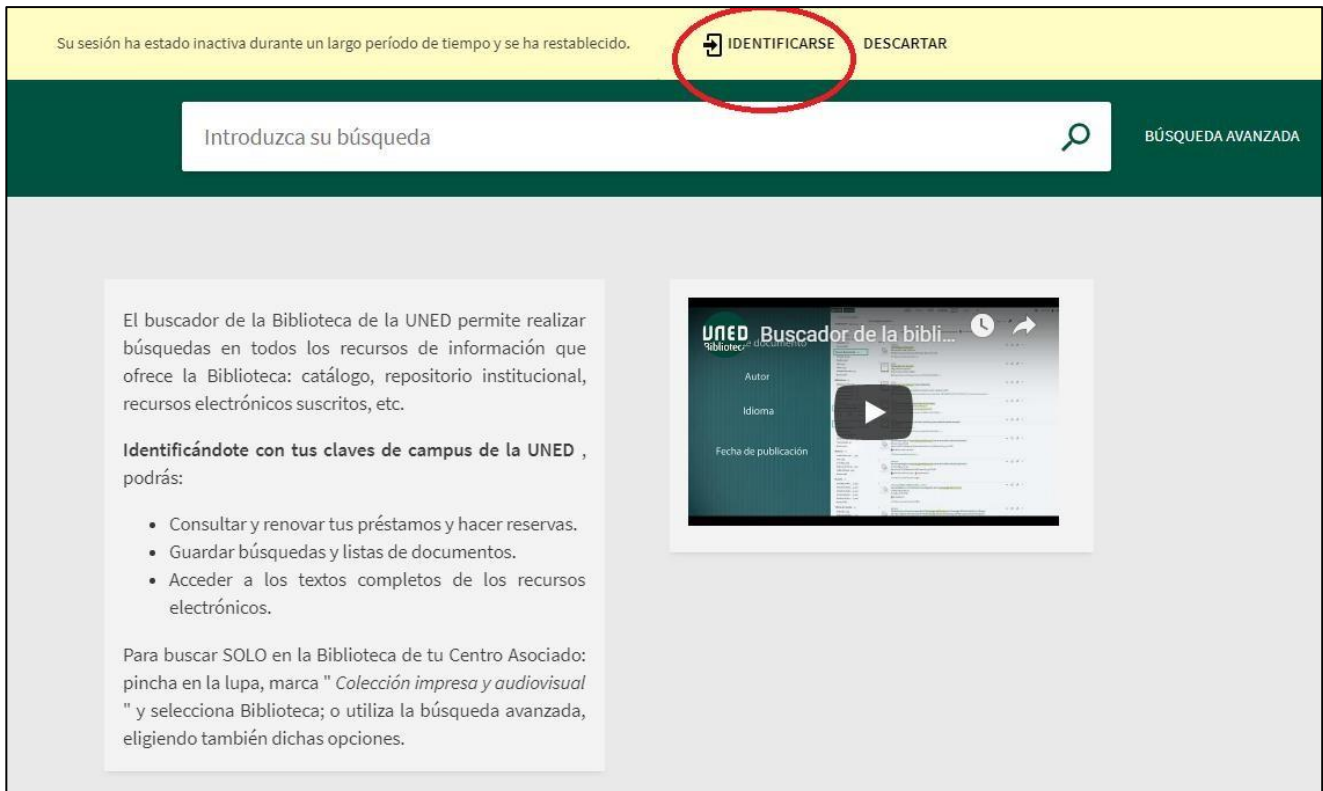 Su sesión ha estado inactiva durante un largo período de tiempo y se ha restablecido. IDENTIFICARSE DESCARTAR
Introduzca su búsqueda BÚSQUEDA AVANZADA
El buscador de la Biblioteca de la UNED permite realizar
búsquedas en todos los recursos de información que
ofrece la Biblioteca: catálogo, repositorio institucional,
recursos electrónicos suscritos, etc.
Identificándote con tus claves de campus de la UNED ,
podrás:
• Consultar y renovar tus préstamos y hacer reservas.
• Guardar búsquedas y listas de documentos.
• Acceder a los textos completos de los recursos
electrónicos.
Para buscar SOLO en la Biblioteca de tu Centro Asociado:
pincha en la lupa, marca " Colección impresa y audiovisual
" y selecciona Biblioteca; o utiliza la búsqueda avanzada,
eligiendo también dichas opciones.
UNED Buscador de la bibli...
Biblioteca e documento
Autor
Idioma
Fecha de publicación